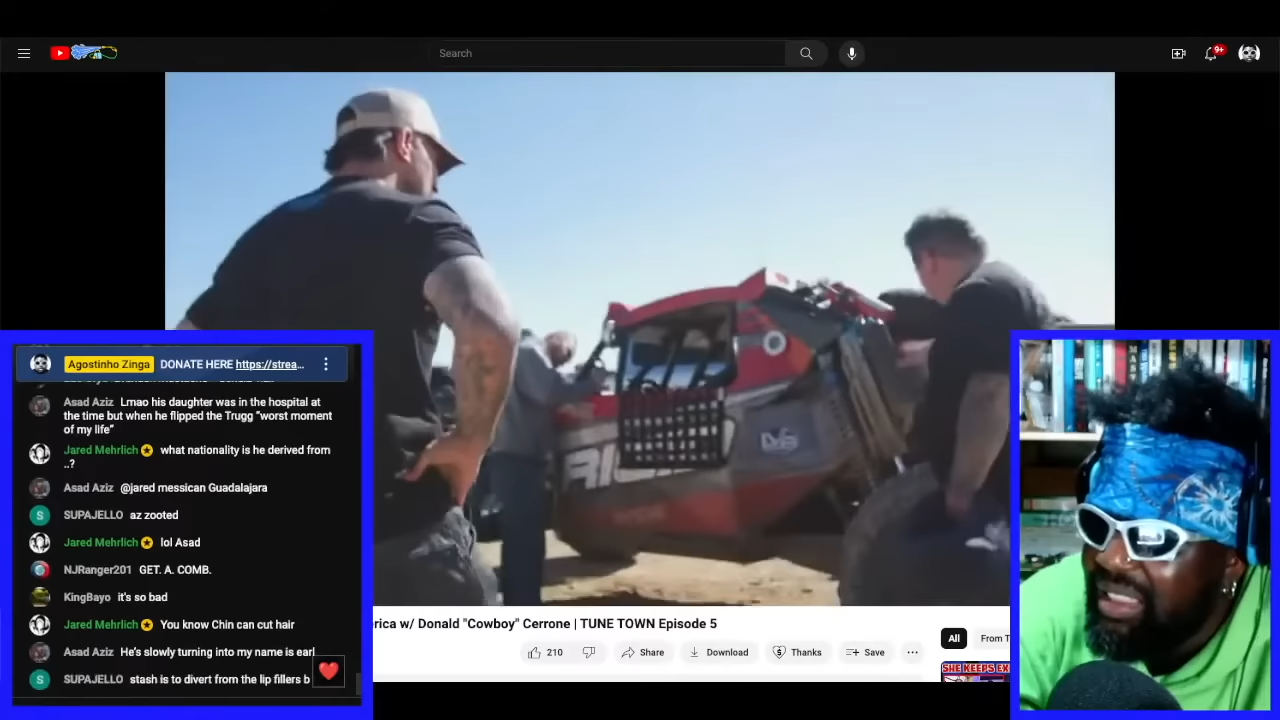 Search
9+
Agostinho Zinga DONATE HERE https://strea...
Asad Aziz Lmao his daughter was in the hospital at
the time but when he flipped the Trugg “worst moment
of my life”
Jared Mehrlich what nationality is he derived from
..?
Asad Aziz @jared messican Guadalajara
S SUPAJELLO az zooted
Jared Mehrlich lol Asad
NJRanger201 GET. A. COMB.
KingBayo it's so bad
Jared Mehrlich You know Chin can cut hair
Asad Aziz He's slowly turning into my name is earl
S SUPAJELLO stash is to divert from the lip fillers b
rica w/ Donald "Cowboy" Cerrone | TUNE TOWN Episode 5
210 Share Download Thanks Save
All From T
SHE KEEPS EX